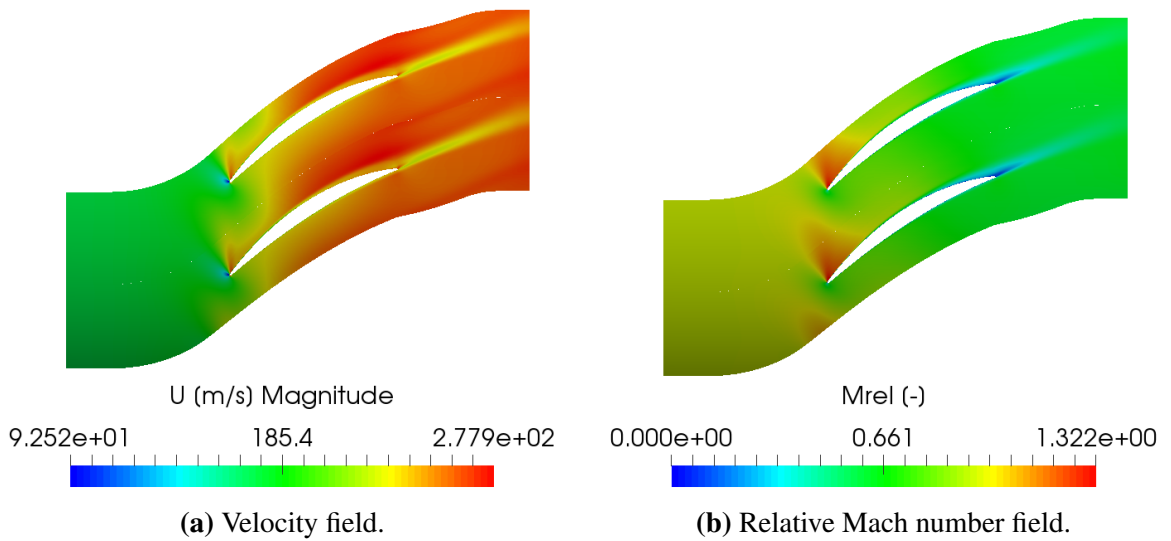 U (m/s) Magnitude
9.252e+01 185.4 2.779e+02
(a) Velocity field.
Mrel (-)
0.000e+00 0.661 1.322e+00
(b) Relative Mach number field.